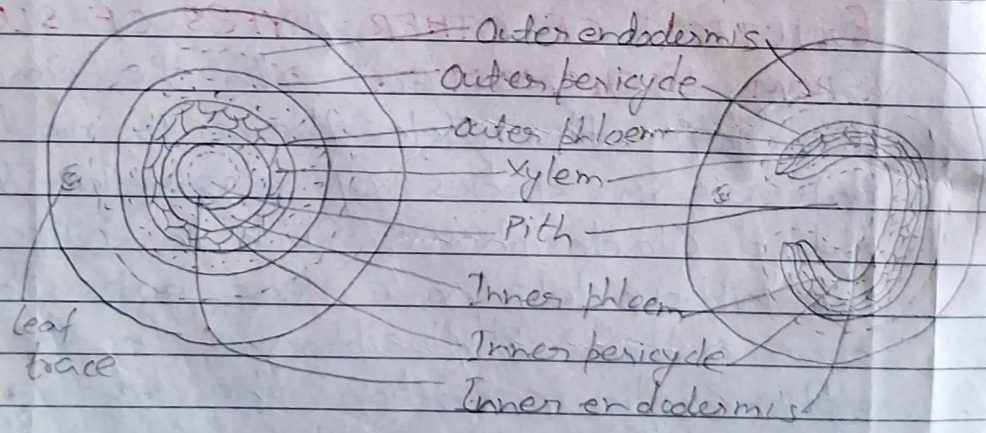 Outer endodermis
Outer pericycle
Outer phloem
Xylem
Pith
Inner phloem
Inner pericycle
Inner endodermis
Leaf
trace